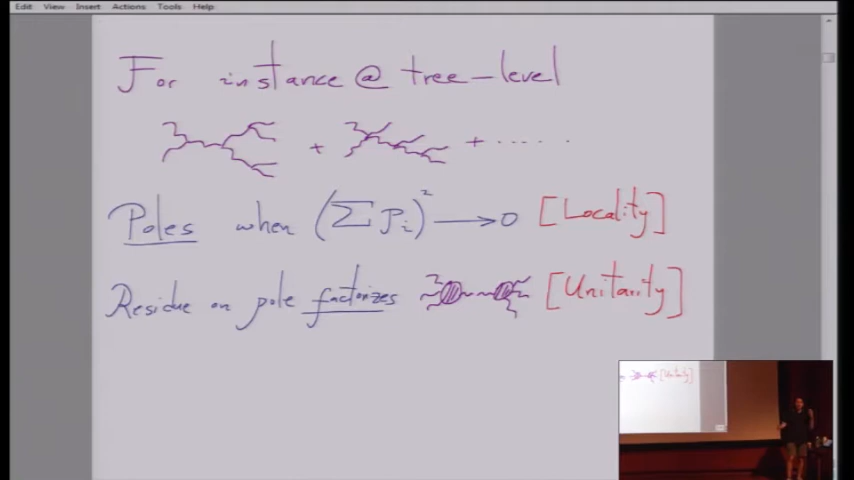 Edit View Insert Actions Tools Help
For instance @ tree-level
+ + ......
Poles when (∑ Pi)² → 0 [Locality]
Residue on pole factorizes [Unitarity]
[Unitarity]